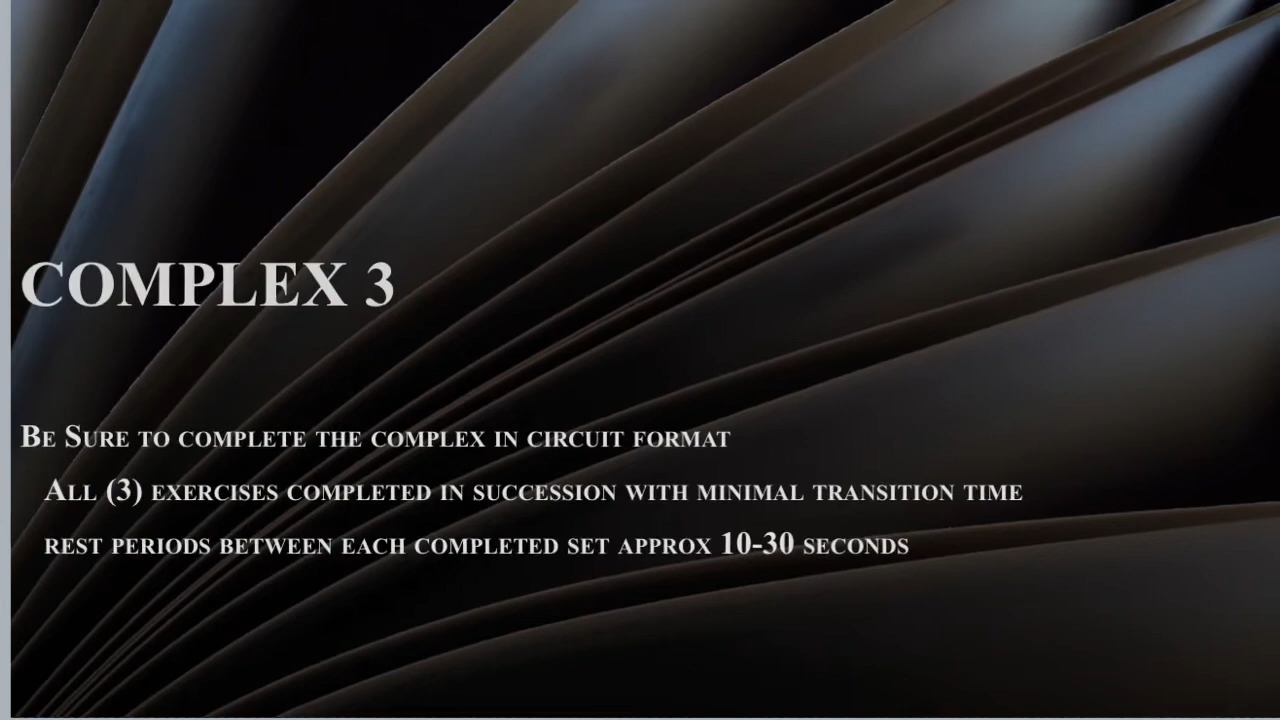 COMPLEX 3
Be Sure to complete the complex in circuit format
All (3) exercises completed in succession with minimal transition time
rest periods between each completed set approx 10-30 seconds